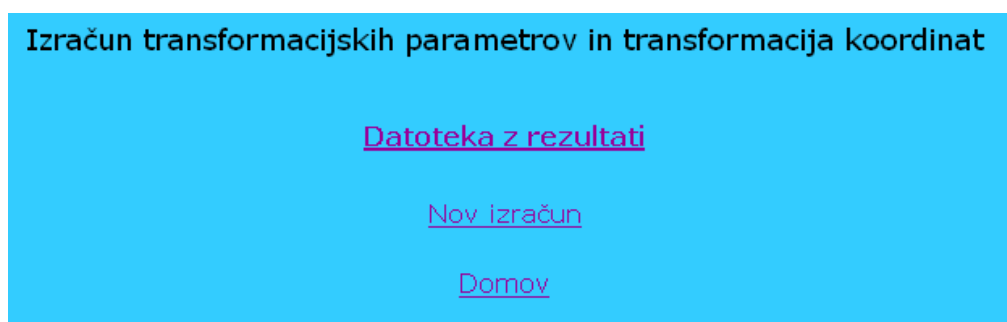 Izračun transformacijskih parametrov in transformacija koordinat
Datoteka z rezultati
Nov izračun
Domov